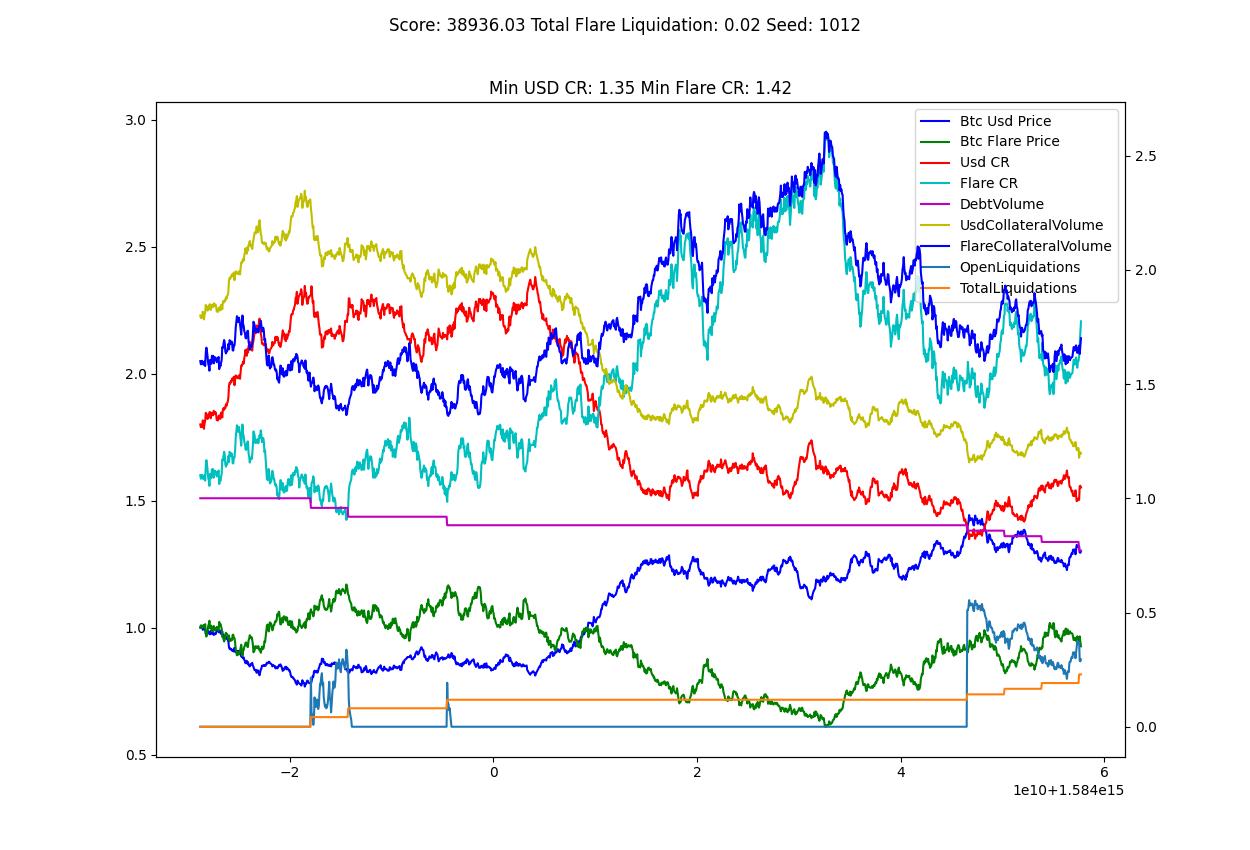 Score: 38936.03 Total Flare Liquidation: 0.02 Seed: 1012
Min USD CR: 1.35 Min Flare CR: 1.42
3.0
2.5
2.0
1.5
1.0
0.5
Btc Usd Price
Btc Flare Price
Usd CR
Flare CR
DebtVolume
UsdCollateralVolume
FlareCollateralVolume
OpenLiquidations
TotalLiquidations
2.5
2.0
1.5
1.0
0.5
0.0
−2 0 2 4 6
1e10+1.584e15